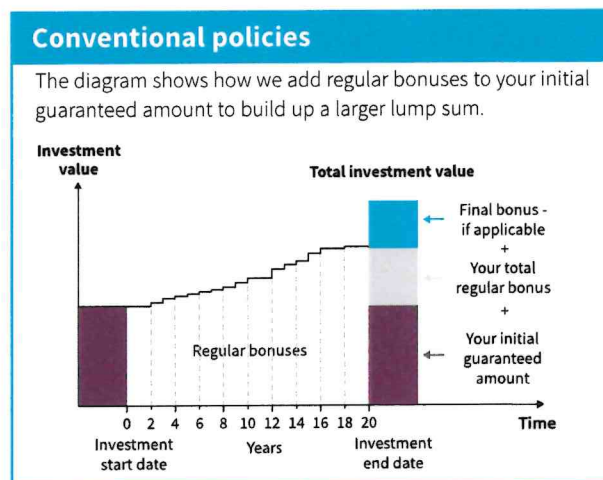 Conventional policies
The diagram shows how we add regular bonuses to your initial
guaranteed amount to build up a larger lump sum.
Investment
value
Total investment value
Final bonus -
if applicable
+
Your total
regular bonus
+
Your initial
guaranteed
amount
Regular bonuses
0 2 4 6 8 10 12 14 16 18 20
Time
Investment
start date
Years
Investment
end date